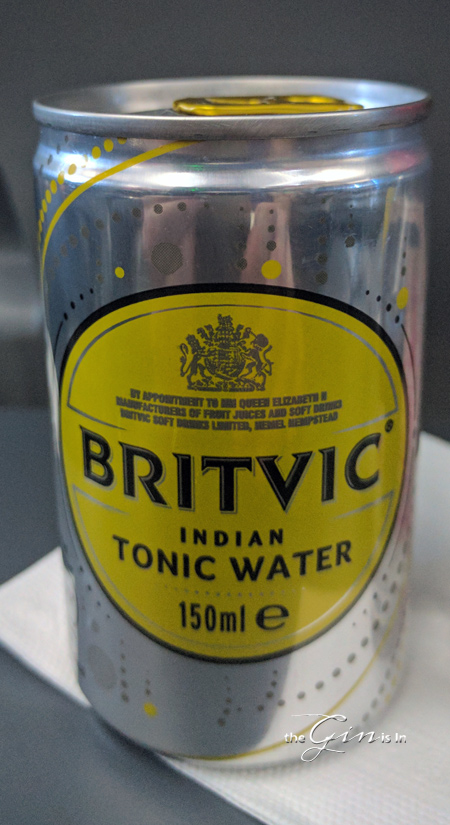 BY APPOINTMENT TO HM QUEEN ELIZABETH II
MANUFACTURERS OF FRUIT JUICES AND SOFT DRINKS
BRITVIC SOFT DRINKS LIMITED, HEMEL HEMPSTEAD
BRITVIC®
INDIAN
TONIC WATER
150ml e
the Gin is In